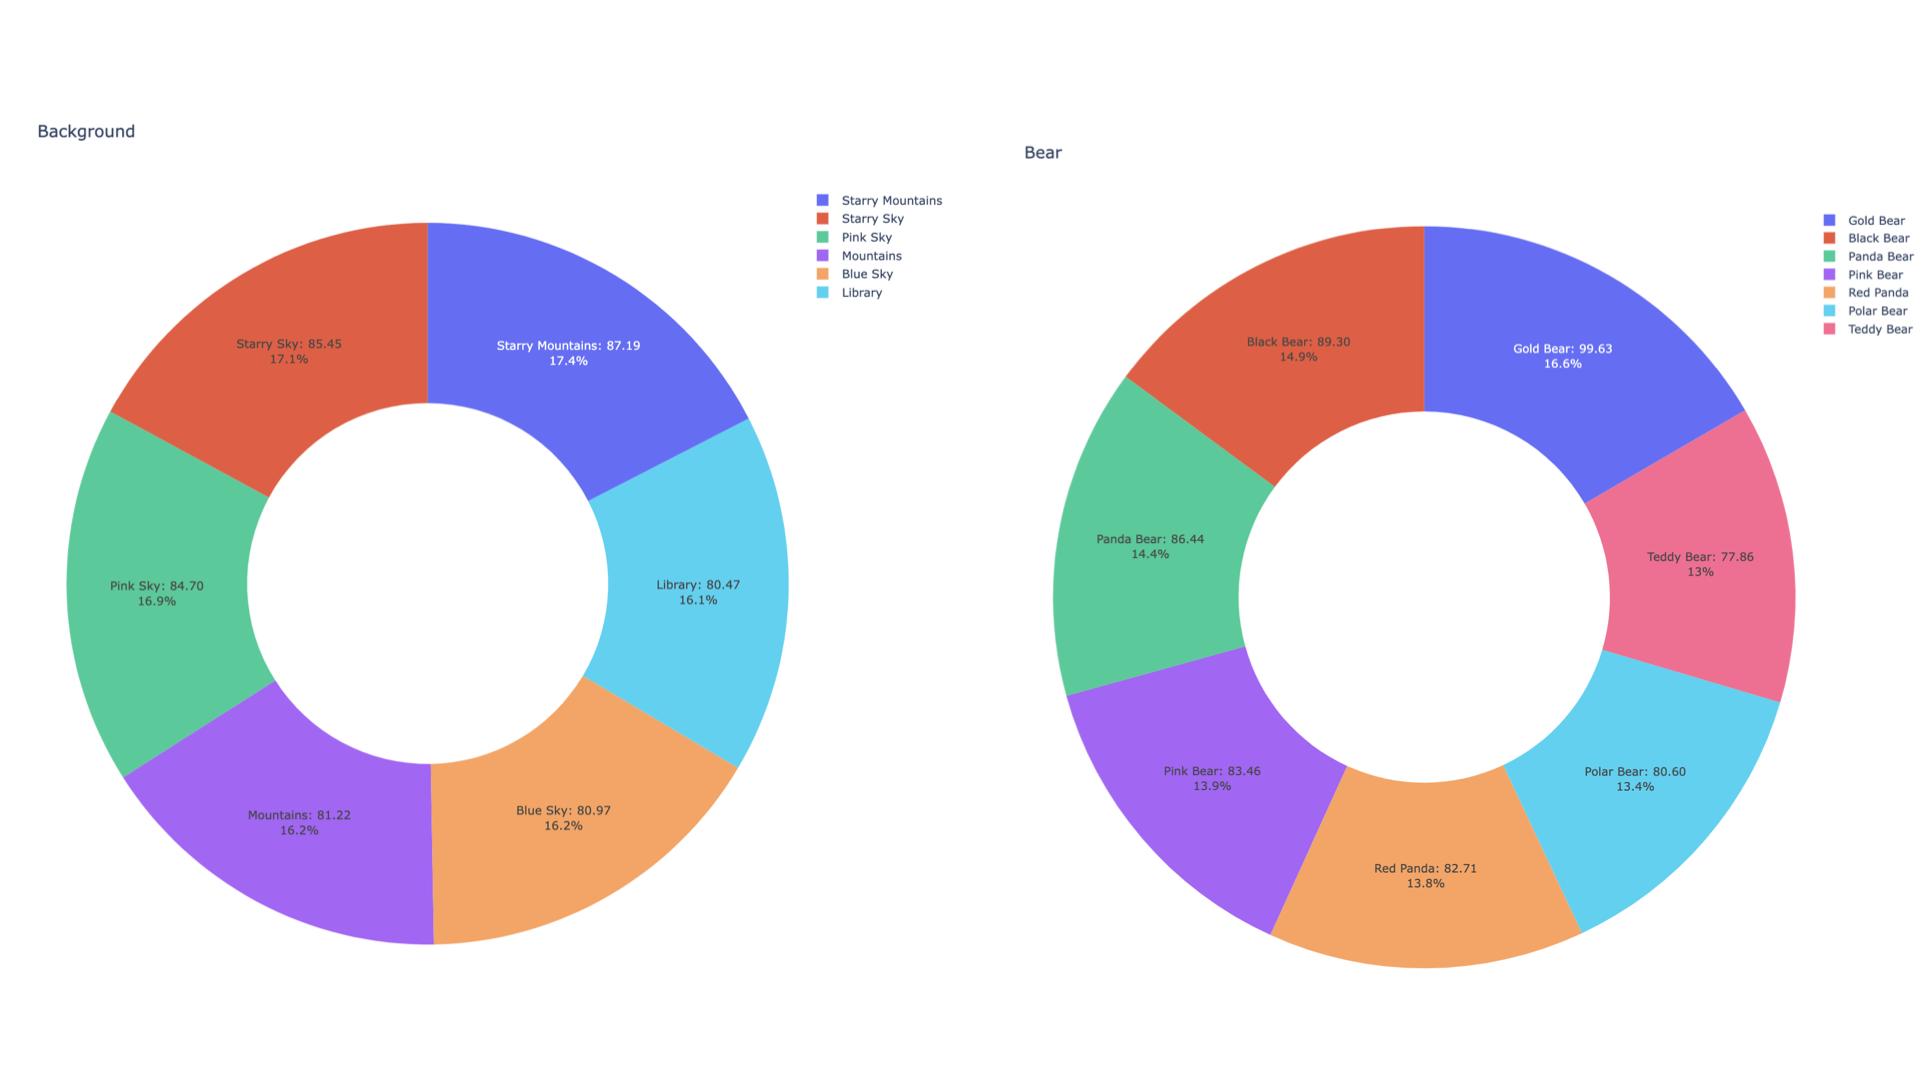 Background
Starry Mountains
Starry Sky
Pink Sky
Mountains
Blue Sky
Library
Starry Sky: 85.45
17.1%
Starry Mountains: 87.19
17.4%
Pink Sky: 84.70
16.9%
Library: 80.47
16.1%
Mountains: 81.22
16.2%
Blue Sky: 80.97
16.2%
Bear
Gold Bear
Black Bear
Panda Bear
Pink Bear
Red Panda
Polar Bear
Teddy Bear
Black Bear: 89.30
14.9%
Gold Bear: 99.63
16.6%
Panda Bear: 86.44
14.4%
Teddy Bear: 77.86
13%
Pink Bear: 83.46
13.9%
Polar Bear: 80.60
13.4%
Red Panda: 82.71
13.8%